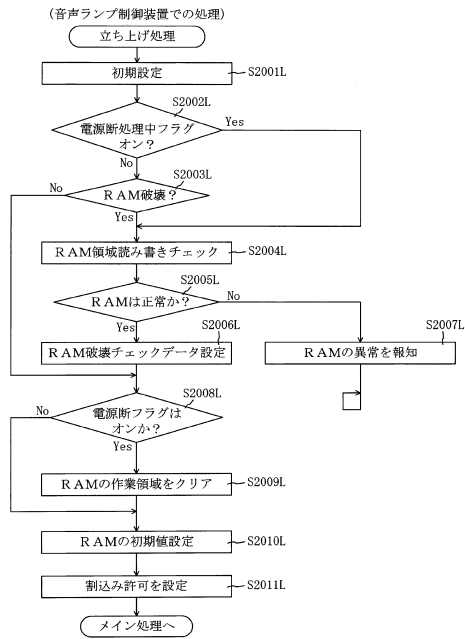 (音声ランプ制御装置での処理)
立ち上げ処理
初期設定
S2001L
S2002L
電源断処理中フラグ
オン？
Yes
No
S2003L
No
RAM破壊？
Yes
RAM領域読み書きチェック
S2004L
S2005L
RAMは正常か？
No
Yes
S2006L
S2007L
RAM破壊チェックデータ設定
RAMの異常を報知
S2008L
No
電源断フラグは
オンか？
Yes
RAMの作業領域をクリア
S2009L
RAMの初期値設定
S2010L
割込み許可を設定
S2011L
メイン処理へ